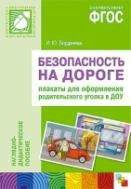 ФГОС
И.Ю. Бордачева
БЕЗОПАСНОСТЬ
НА ДОРОГЕ
плакаты для оформления
родительского уголка в ДОУ
НАГЛЯДНО-
ДИДАКТИЧЕСКОЕ
ПОСОБИЕ